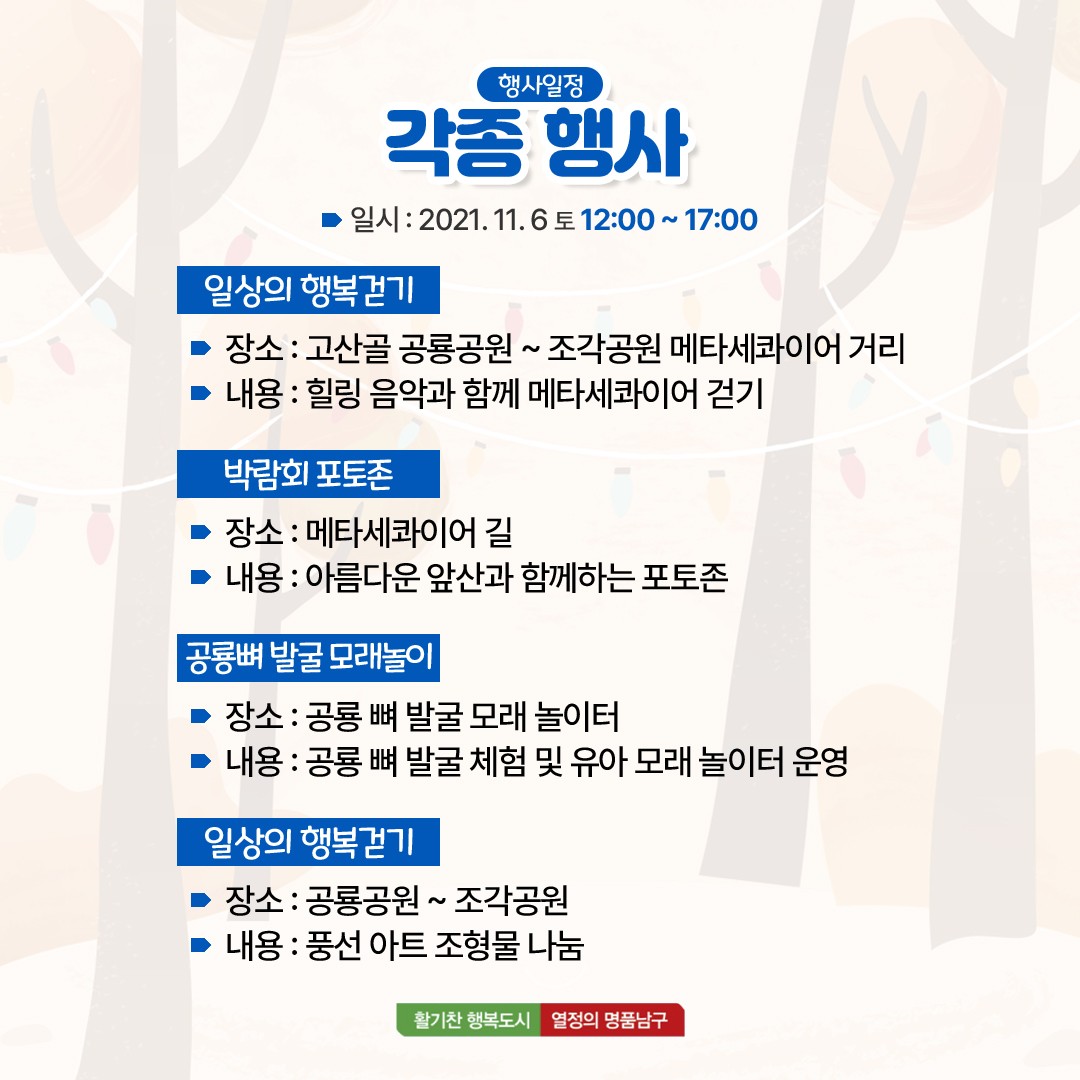 행사일정
각종 행사
일시 : 2021. 11. 6 토 12:00 ~ 17:00
일상의 행복걷기
장소 : 고산골 공룡공원 ~ 조각공원 메타세콰이어 거리
내용 : 힐링 음악과 함께 메타세콰이어 걷기
박람회 포토존
장소 : 메타세콰이어 길
내용 : 아름다운 앞산과 함께하는 포토존
공룡뼈 발굴 모래놀이
장소 : 공룡 뼈 발굴 모래 놀이터
내용 : 공룡 뼈 발굴 체험 및 유아 모래 놀이터 운영
일상의 행복걷기
장소 : 공룡공원 ~ 조각공원
내용 : 풍선 아트 조형물 나눔
활기찬 행복도시 열정의 명품남구